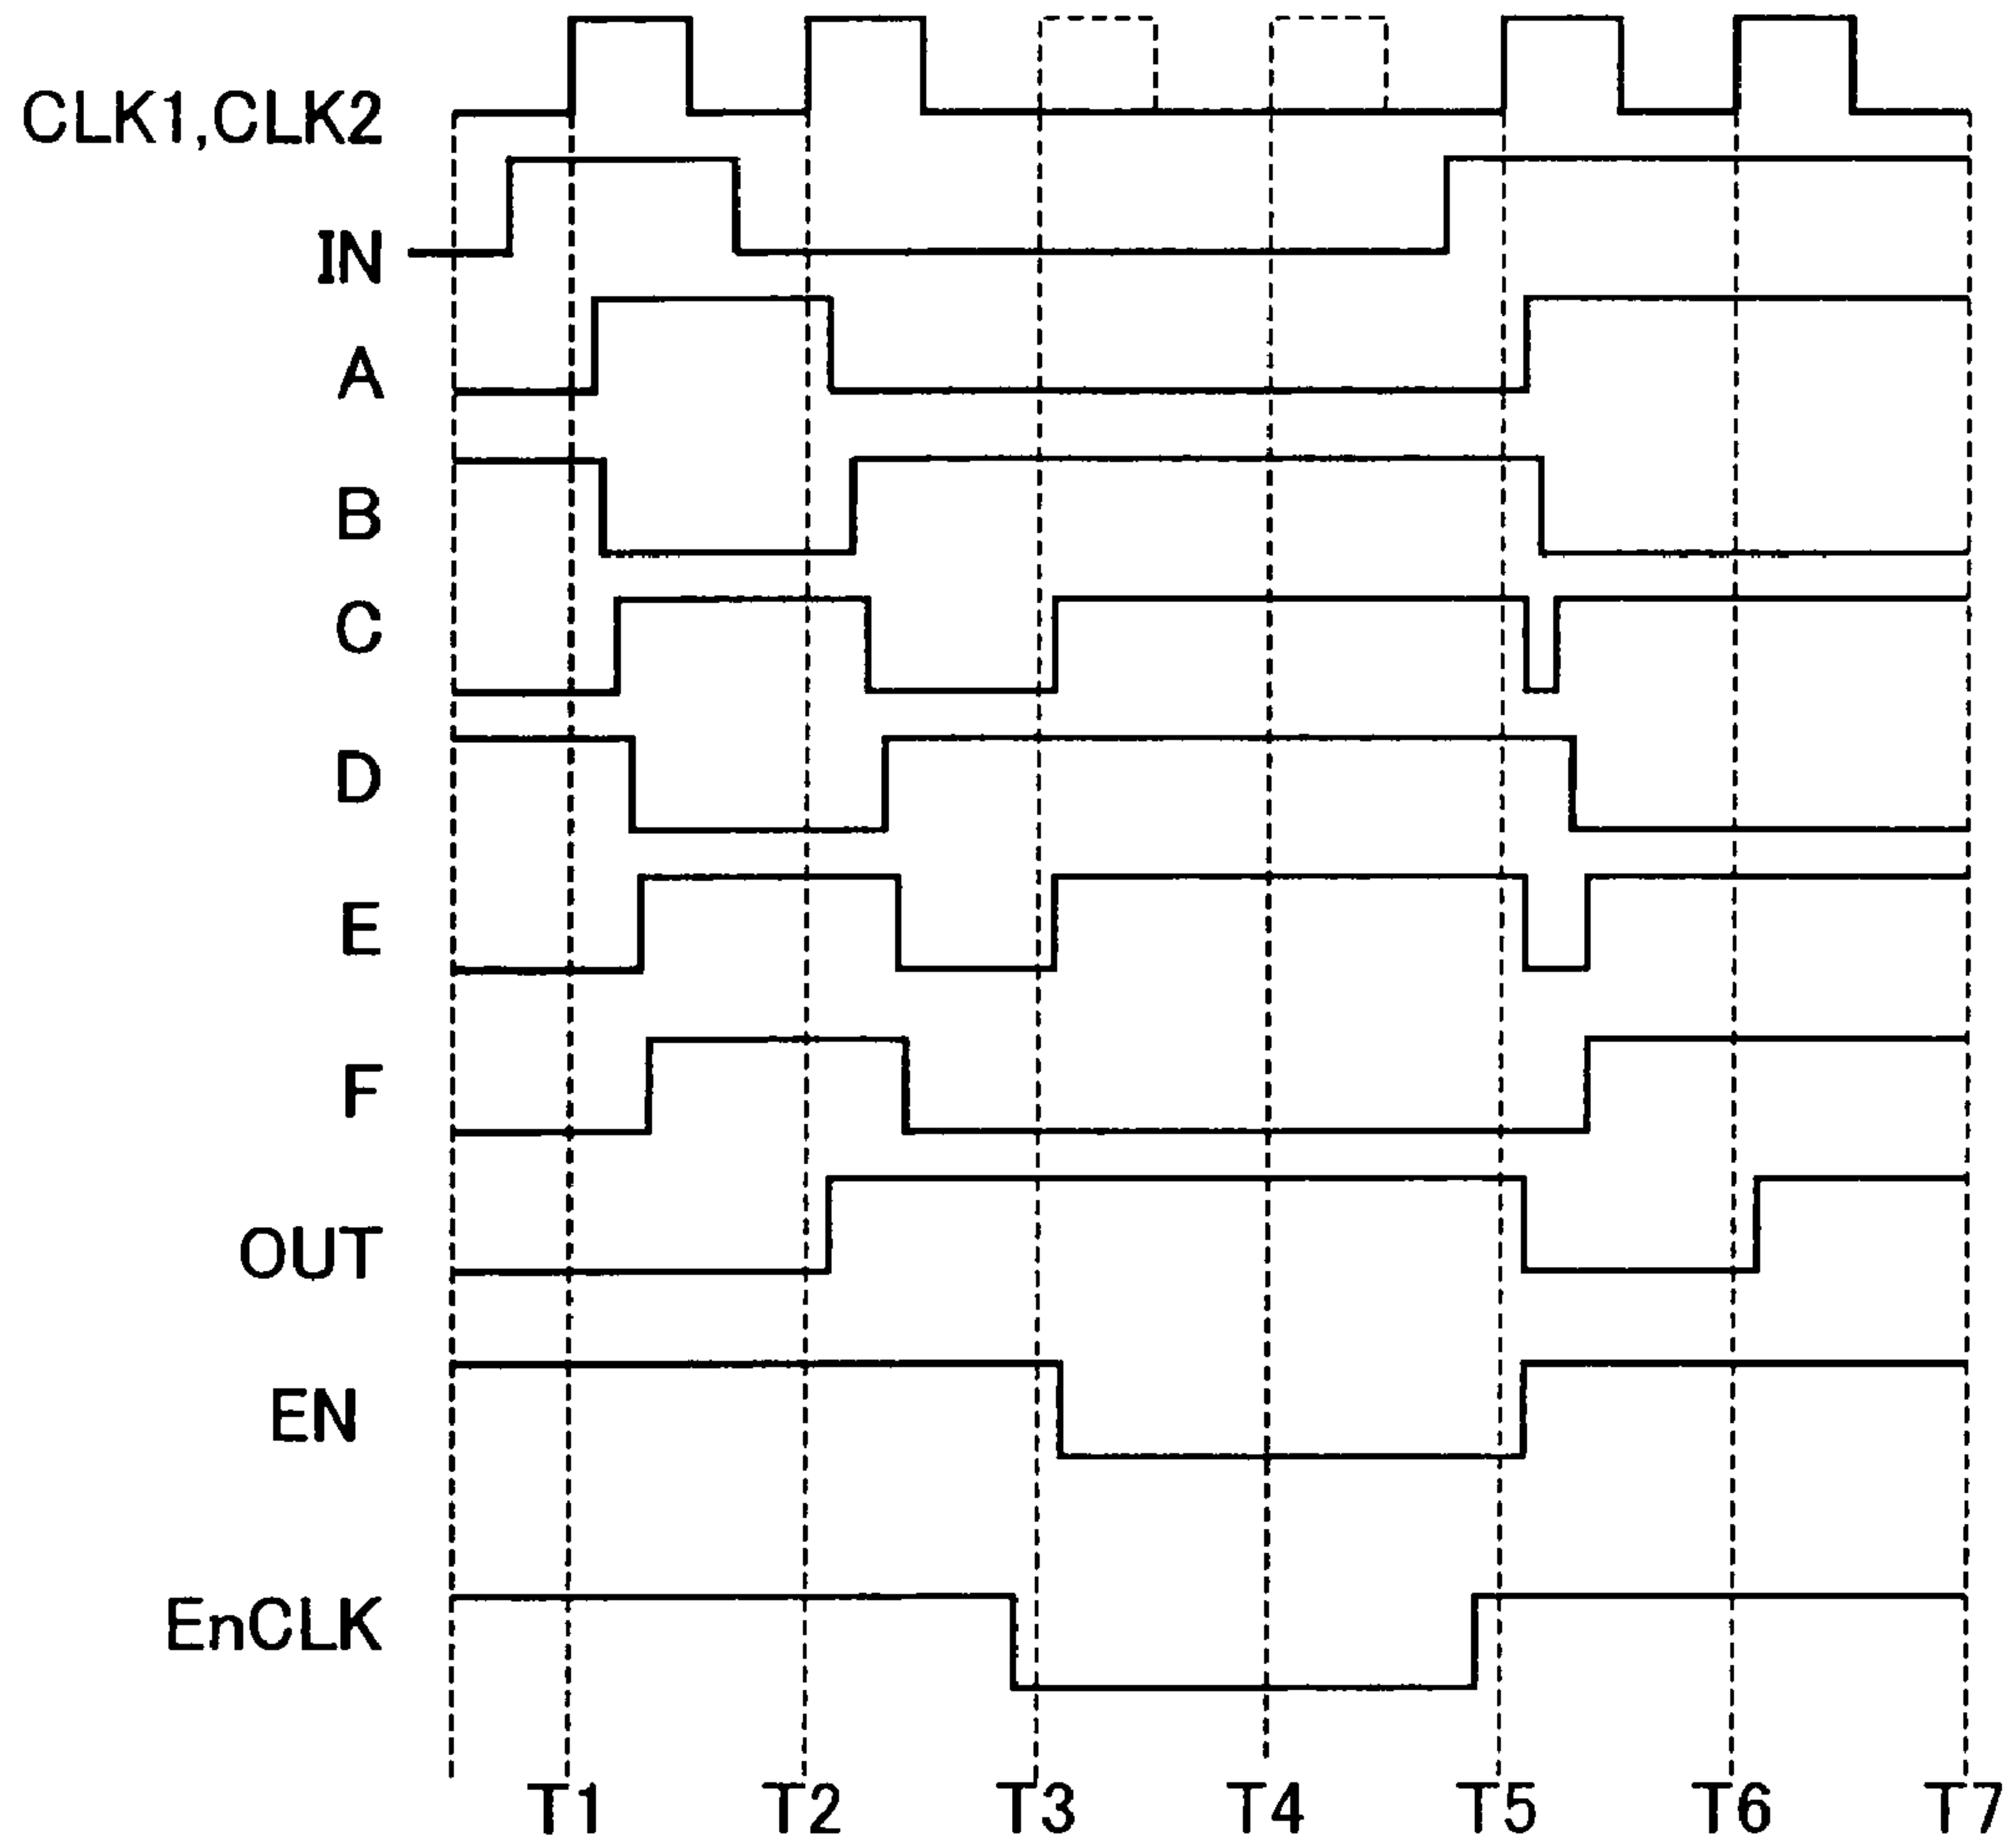 CLK1,CLK2
IN
A
B
C
D
E
F
OUT
EN
EnCLK
T1 T2 T3 T4 T5 T6 T7